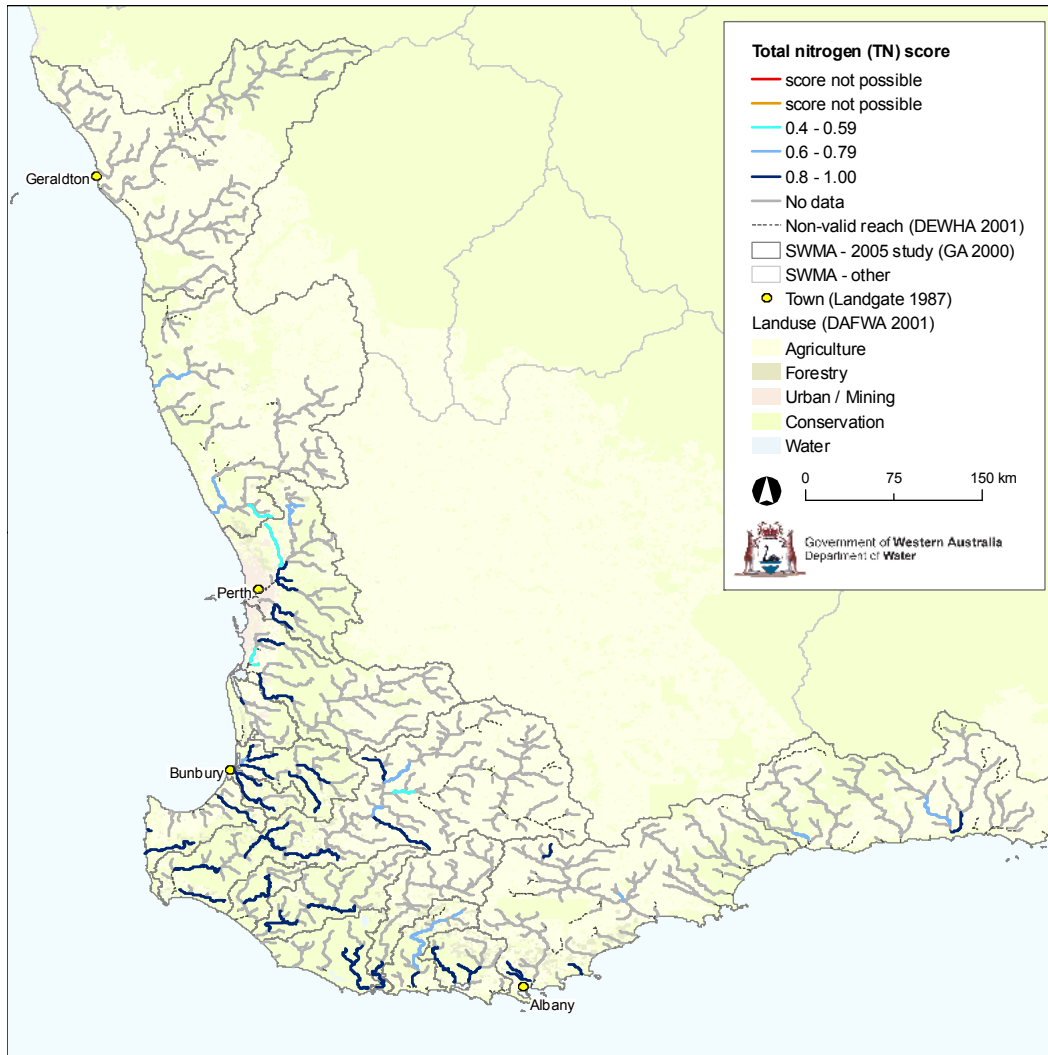 Total nitrogen (TN) score
score not possible
score not possible
0.4 - 0.59
0.6 - 0.79
0.8 - 1.00
No data
Non-valid reach (DEWHA 2001)
SWMA - 2005 study (GA 2000)
SWMA - other
Town (Landgate 1987)
Landuse (DAFWA 2001)
Agriculture
Forestry
Urban / Mining
Conservation
Water
0 75 150 km
Government of Western Australia
Department of Water
Geraldton
Perth
Bunbury
Albany